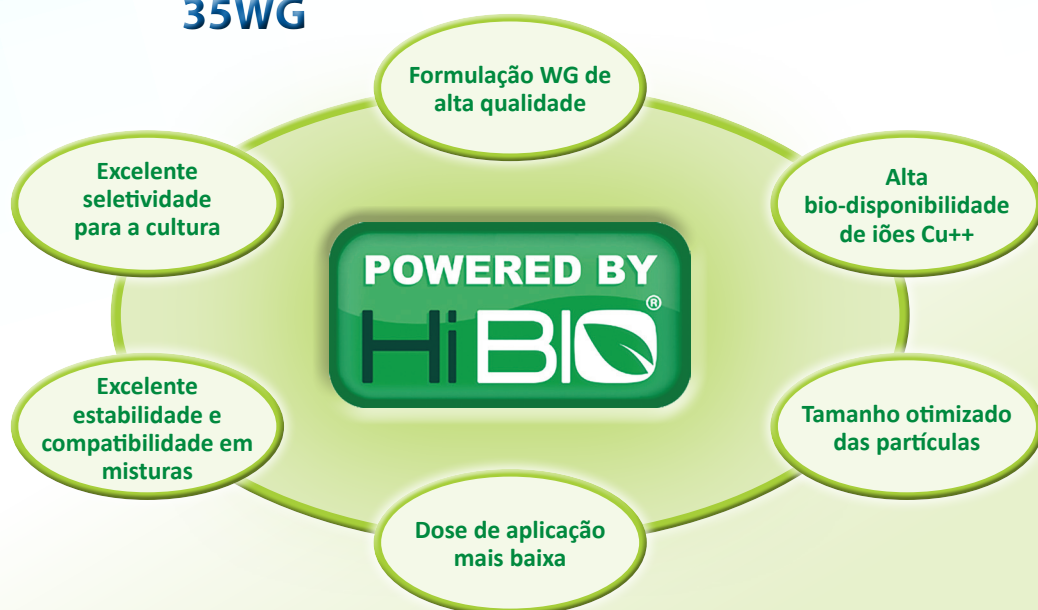 35WG
Formulação WG de
alta qualidade
Excelente
seletividade
para a cultura
Alta
bio-disponibilidade
de iões Cu++
POWERED BY
HiBIO®
Excelente
estabilidade e
compatibilidade em
misturas
Tamanho otimizado
das partículas
Dose de aplicação
mais baixa